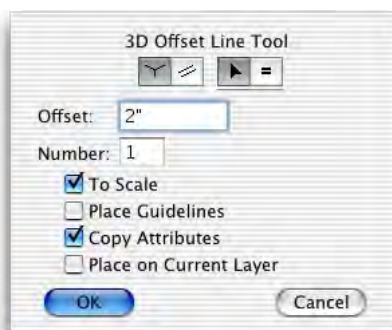 3D Offset Line Tool
Offset: 2"
Number: 1
To Scale
Place Guidelines
Copy Attributes
Place on Current Layer
OK Cancel